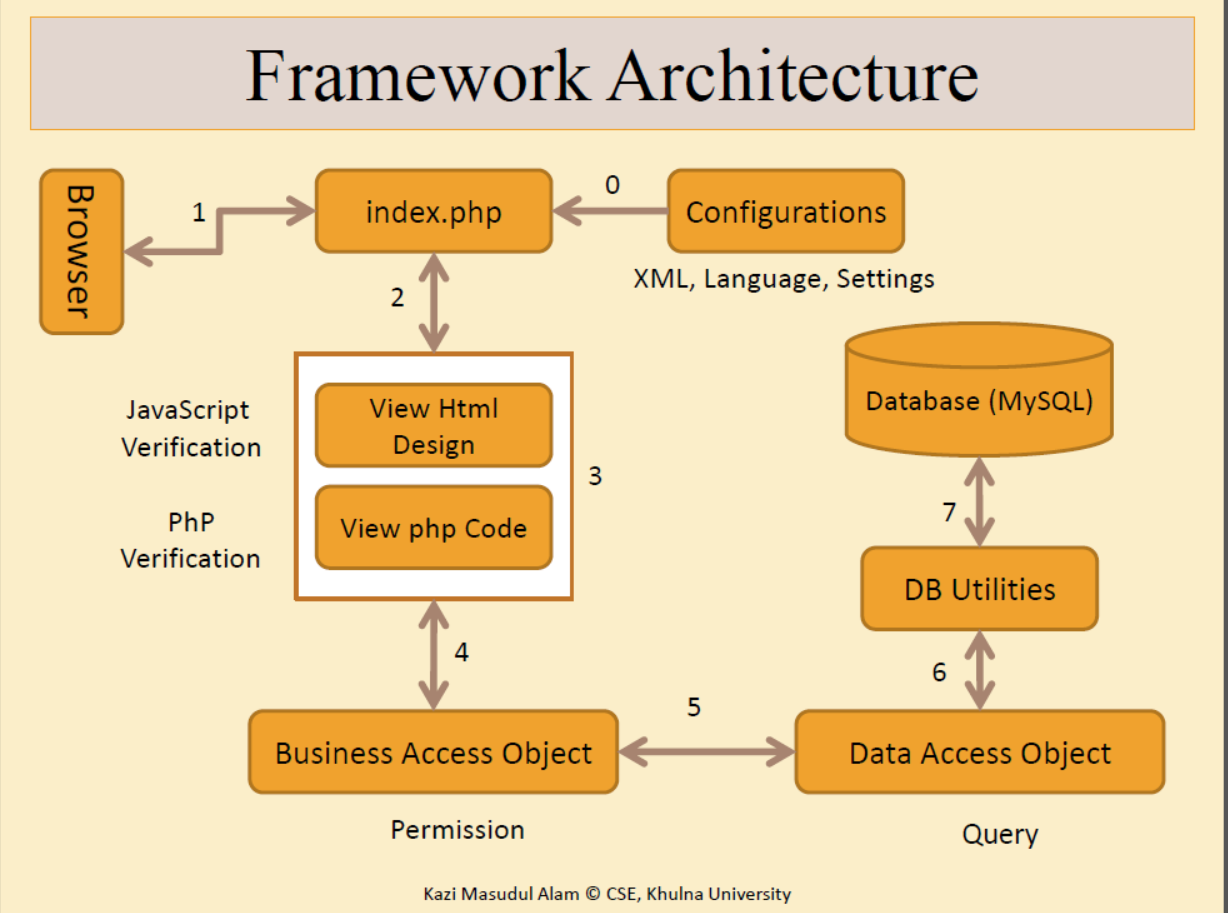 Framework Architecture
Browser
1
index.php
0
Configurations
XML, Language, Settings
2
JavaScript
Verification
View Html
Design
3
PhP
Verification
View php Code
Database (MySQL)
7
DB Utilities
4
6
5
Business Access Object
Data Access Object
Permission
Query
Kazi Masudul Alam © CSE, Khulna University